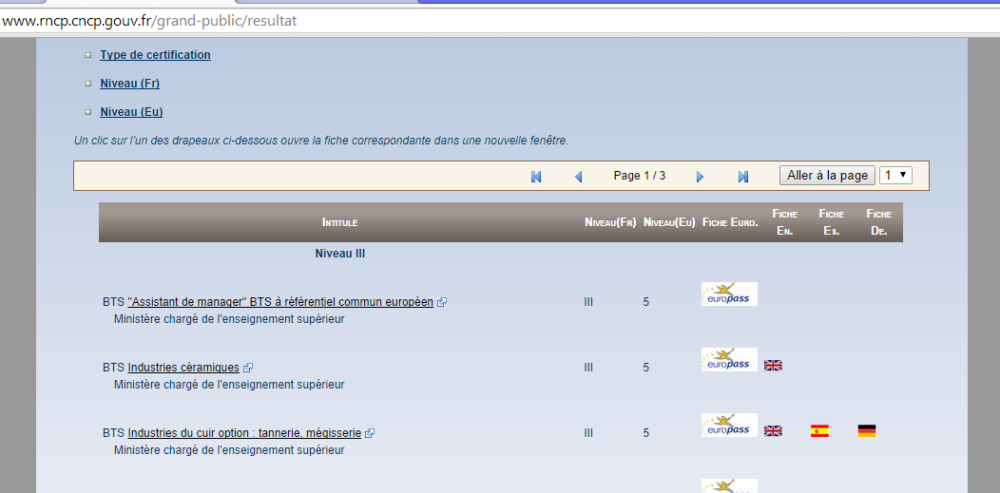 www.rncp.cncp.gouv.fr/grand-public/resultat
Type de certification
Niveau (Fr)
Niveau (Eu)
Un clic sur l'un des drapeaux ci-dessous ouvre la fiche correspondante dans une nouvelle fenêtre.
Page 1 / 3 Aller à la page 1
Intitulé Niveau(Fr) Niveau(Eu) Fiche Euro. Fiche En. Fiche Es. Fiche De.
Niveau III
BTS "Assistant de manager" BTS à référentiel commun européen III 5 europass
Ministère chargé de l'enseignement supérieur
BTS Industries céramiques III 5 europass
Ministère chargé de l'enseignement supérieur
BTS Industries du cuir option : tannerie, mégisserie III 5 europass
Ministère chargé de l'enseignement supérieur